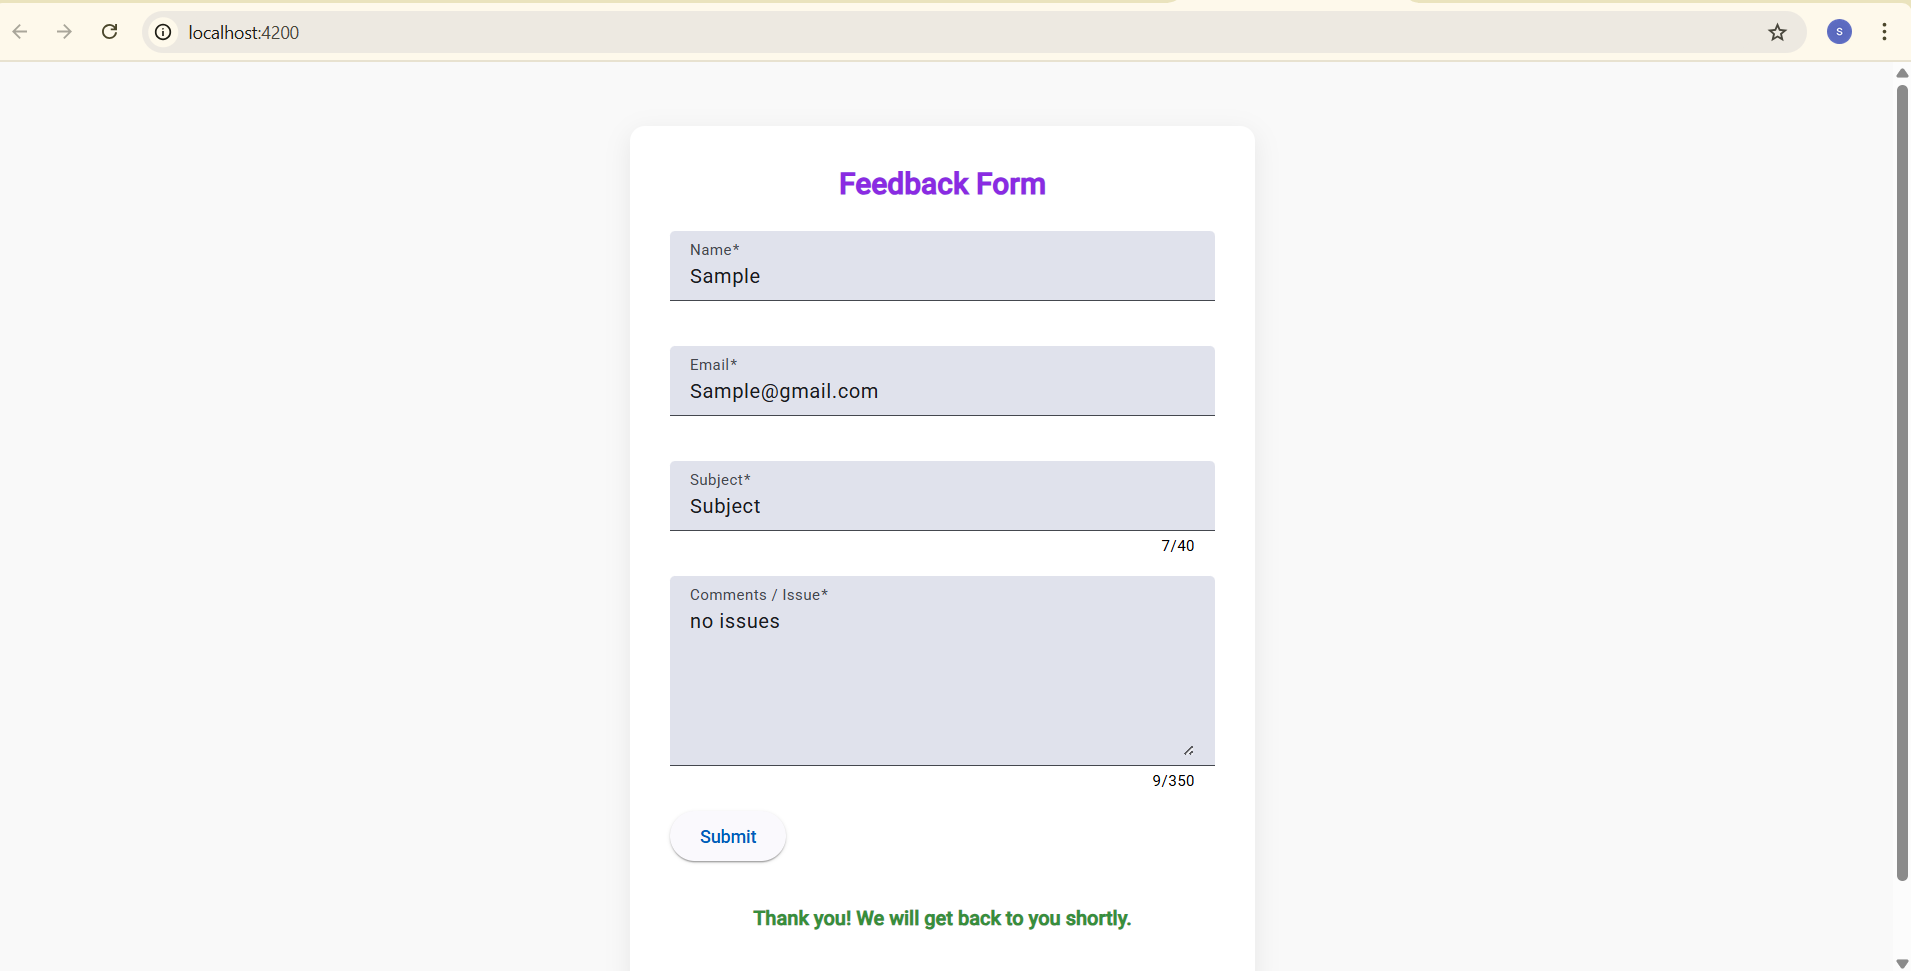 localhost:4200
S
Feedback Form
Name*
Sample
Email*
Sample@gmail.com
Subject*
Subject
7/40
Comments / Issue*
no issues
9/350
Submit
Thank you! We will get back to you shortly.